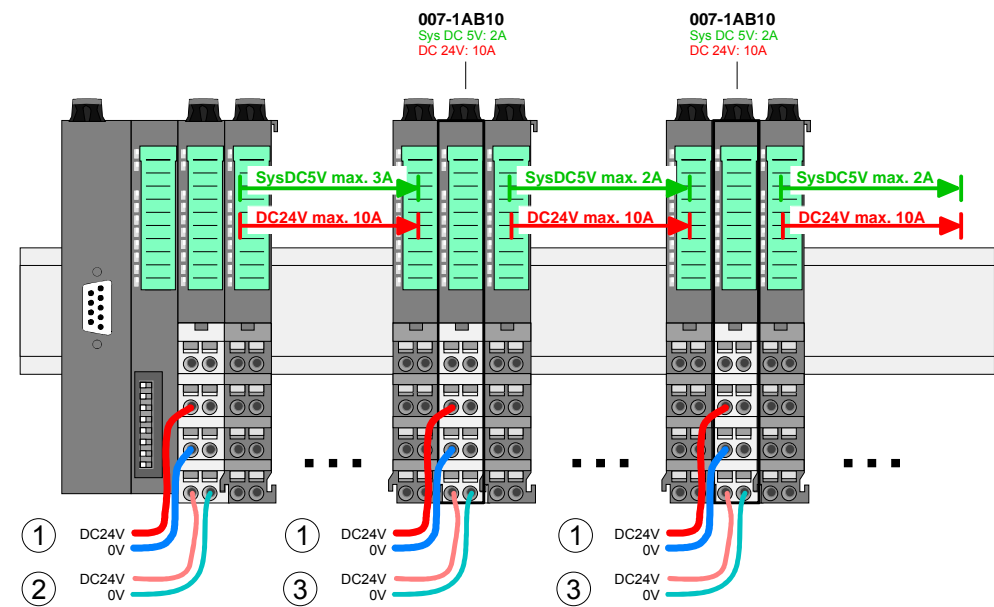 007-1AB10
Sys DC 5V: 2A
DC 24V: 10A
007-1AB10
Sys DC 5V: 2A
DC 24V: 10A
SysDC5V max. 3A
SysDC5V max. 2A
SysDC5V max. 2A
DC24V max. 10A
DC24V max. 10A
DC24V max. 10A
1
DC24V
0V
1
DC24V
0V
1
DC24V
0V
2
DC24V
0V
3
DC24V
0V
3
DC24V
0V